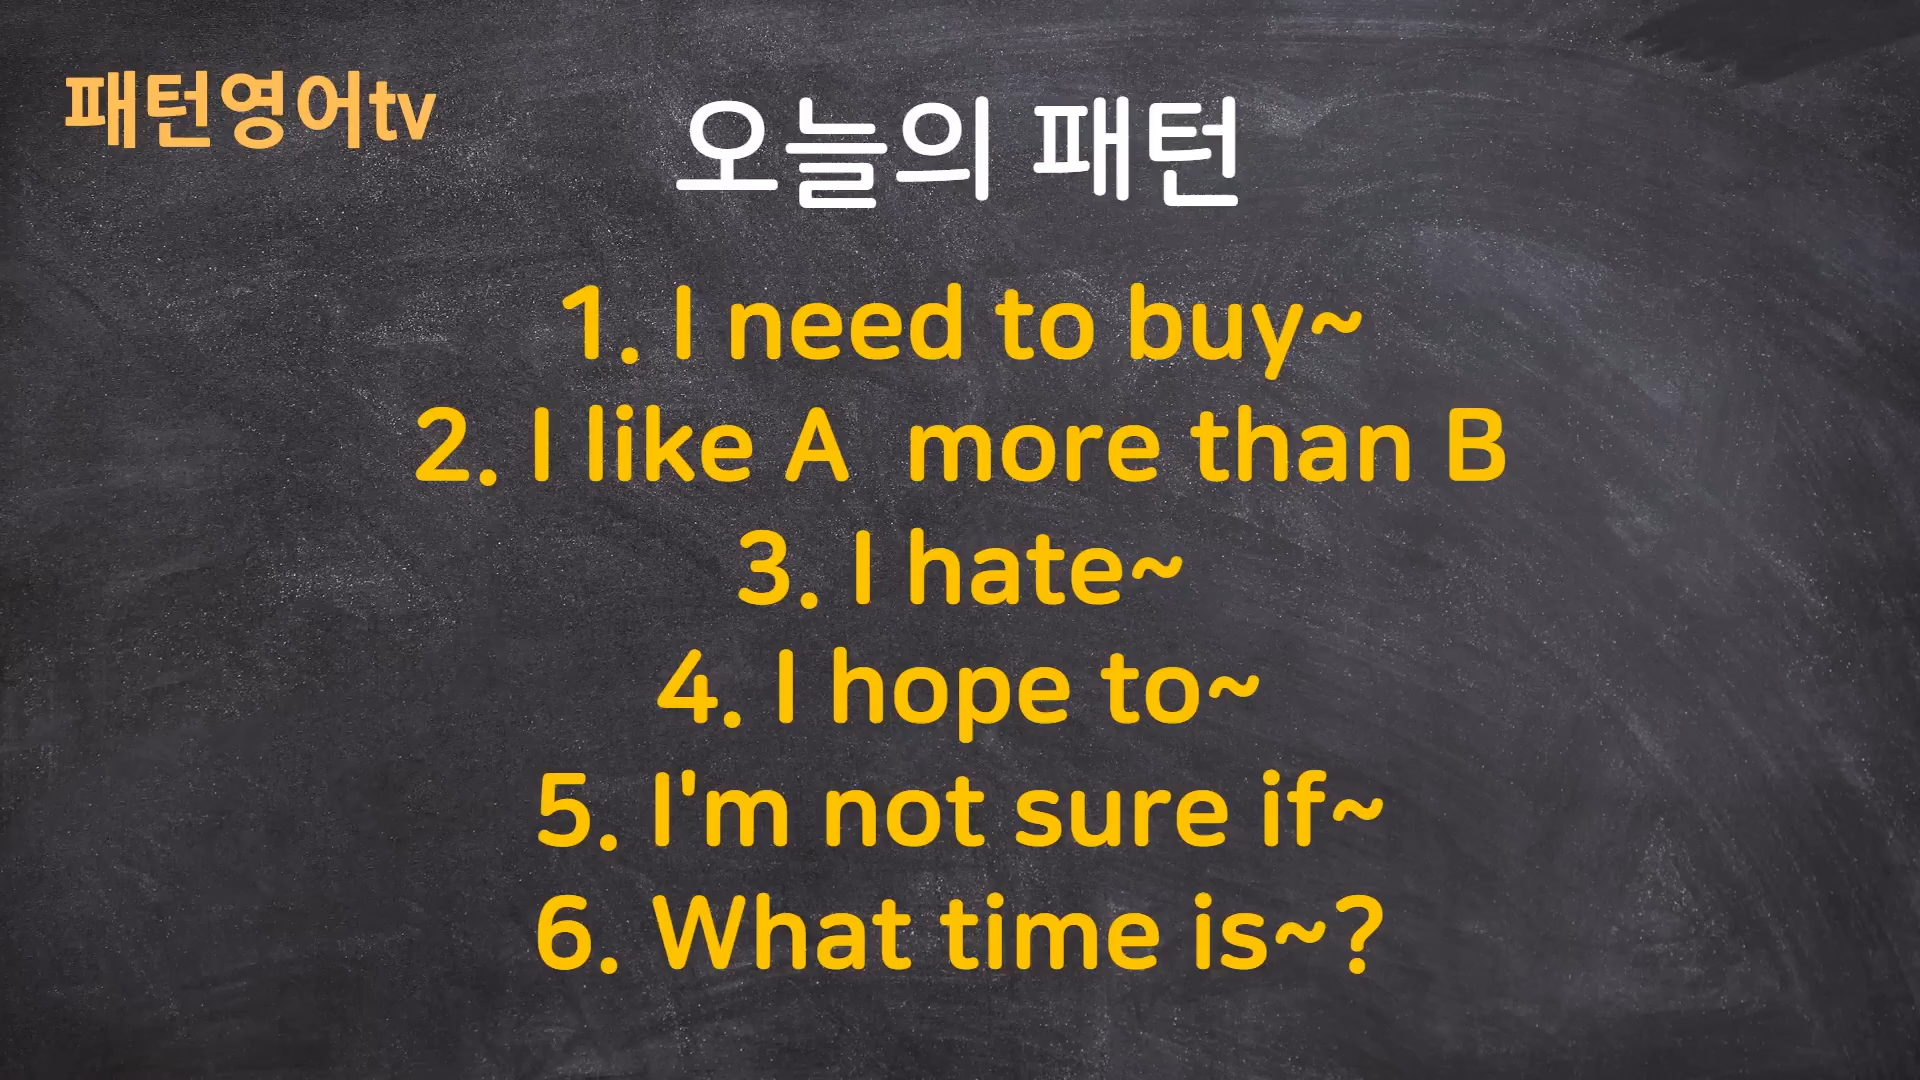 패턴영어tv
오늘의 패턴
1. I need to buy~
2. I like A  more than B
3. I hate~
4. I hope to~
5. I'm not sure if~
6. What time is~?